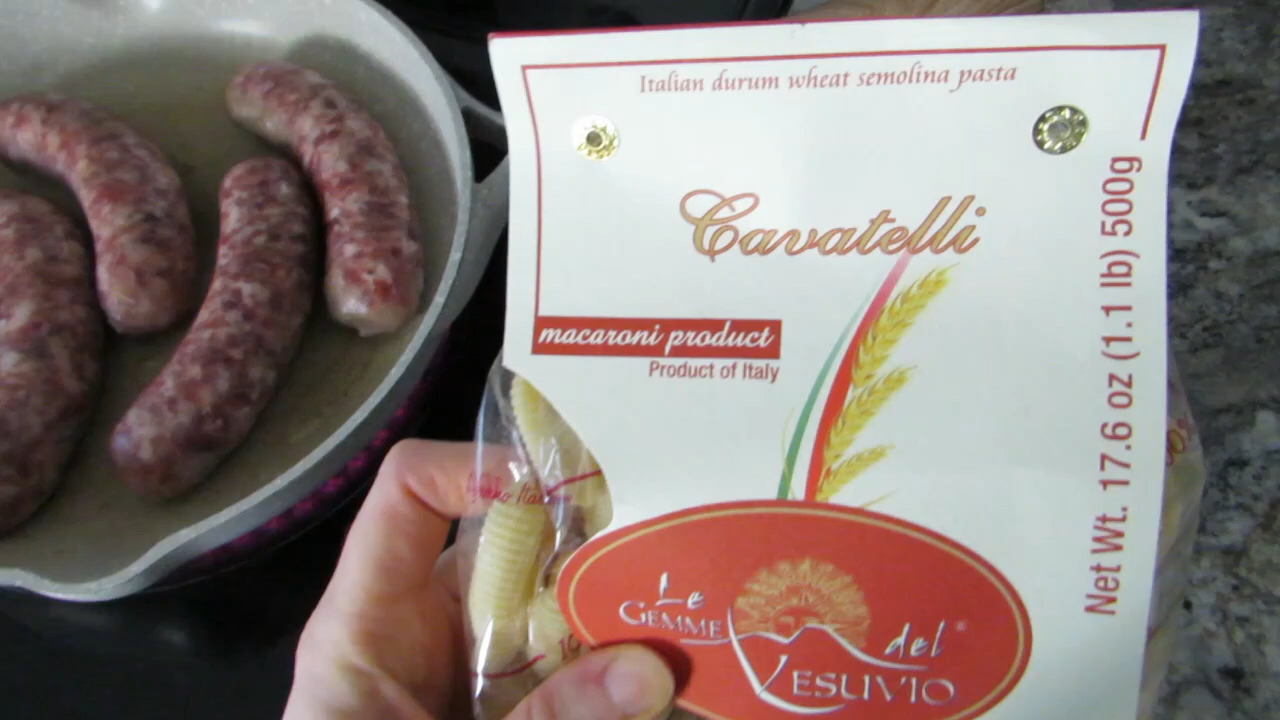 Italian durum wheat semolina pasta
Cavatelli
macaroni product
Product of Italy
Net Wt. 17.6 oz (1.1 lb) 500g
Le
GEMME
del
VESUVIO